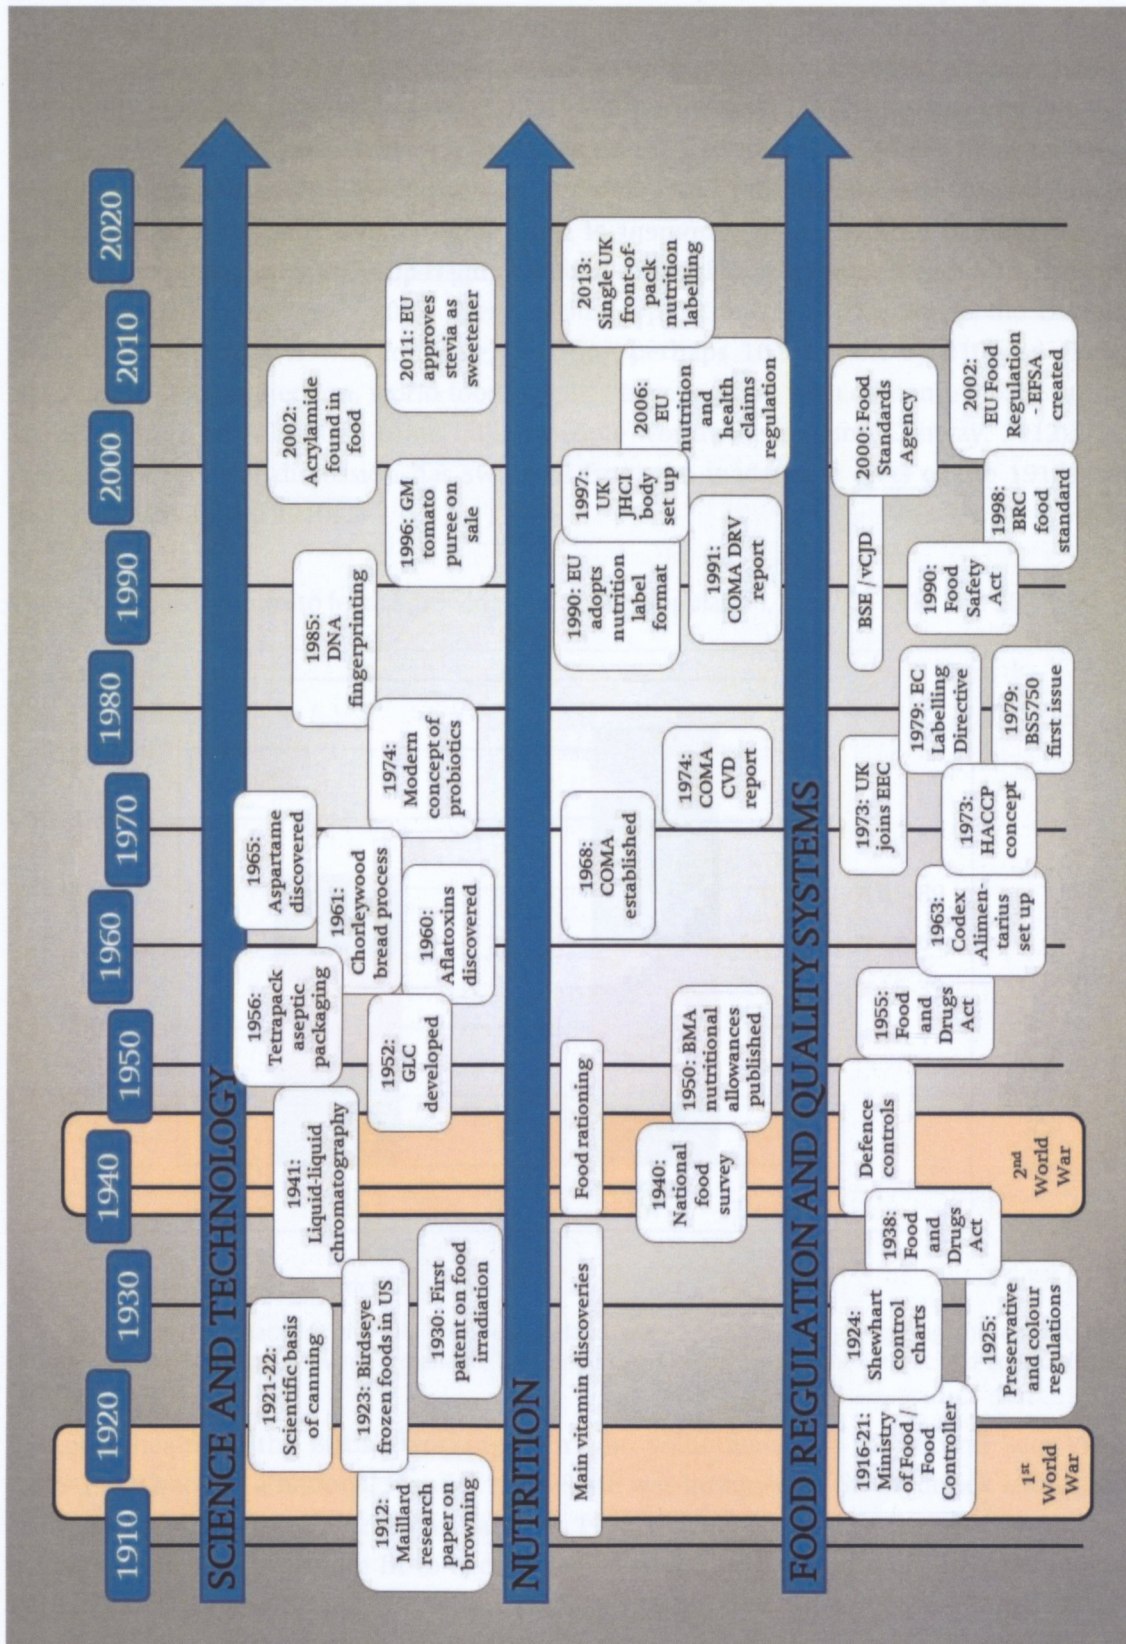 1910
1920
1930
1940
1950
1960
1970
1980
1990
2000
2010
2020
SCIENCE AND TECHNOLOGY
1912:
Maillard
research
paper on
browning
1921-22:
Scientific basis
of canning
1923: Birdseye
frozen foods in US
1930: First
patent on food
irradiation
1941:
Liquid-liquid
chromatography
1952:
GLC
developed
1956:
Tetrapack
aseptic
packaging
1960:
Aflatoxins
discovered
1961:
Chorleywood
bread process
1965:
Aspartame
discovered
1974:
Modern
concept of
probiotics
1985:
DNA
fingerprinting
1996: GM
tomato
puree on
sale
2002:
Acrylamide
found in
food
2011: EU
approves
stevia as
sweetener
NUTRITION
Main vitamin discoveries
Food rationing
1940:
National
food
survey
1950: BMA
nutritional
allowances
published
1968:
COMA
established
1974:
COMA
CVD
report
1990: EU
adopts
nutrition
label
format
1991:
COMA DRV
report
1997:
UK
JHCI
body
set up
2006:
EU
nutrition
and
health
claims
regulation
2013:
Single UK
front-of-
pack
nutrition
labelling
FOOD REGULATION AND QUALITY SYSTEMS
1916-21:
Ministry
of Food /
Food
Controller
1924:
Shewhart
control
charts
1925:
Preservative
and colour
regulations
1938:
Food
and
Drugs
Act
Defence
controls
1955:
Food
and
Drugs
Act
1963:
Codex
Alimen-
tarius
set up
1973: UK
joins EEC
1973:
HACCP
concept
1979: EC
Labelling
Directive
1979:
BS5750
first issue
BSE / vCJD
1990:
Food
Safety
Act
1998:
BRC
food
standard
2000: Food
Standards
Agency
2002:
EU Food
Regulation
- EFSA
created
1st
World
War
2nd
World
War